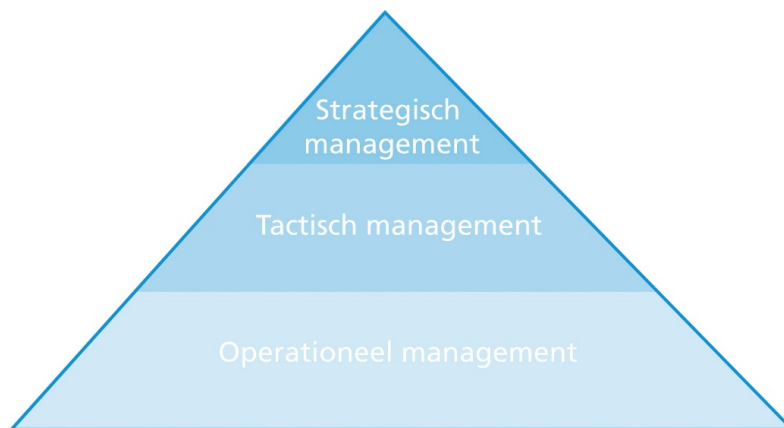 Strategisch
management
Tactisch management
Operationeel management